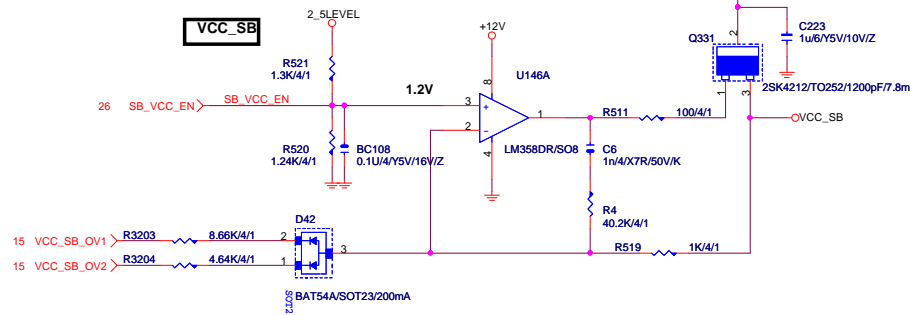 2_5LEVEL
VCC_SB
+12V
C223
1u/6/Y5V/10V/Z
Q331
2
R521
1.3K/4/1
8
U146A
2SK4212/TO252/1200pF/7.8m
1.2V
26 SB_VCC_EN
SB_VCC_EN
3
+
1
3
1
R511
100/4/1
VCC_SB
2
-
R520
1.24K/4/1
BC108
0.1U/4/Y5V/16V/Z
4
LM358DR/SO8
C6
1n/4/X7R/50V/K
R4
40.2K/4/1
D42
15 VCC_SB_OV1
R3203
8.66K/4/1
2
3
R519
1K/4/1
15 VCC_SB_OV2
R3204
4.64K/4/1
1
BAT54A/SOT23/200mA
SOT2